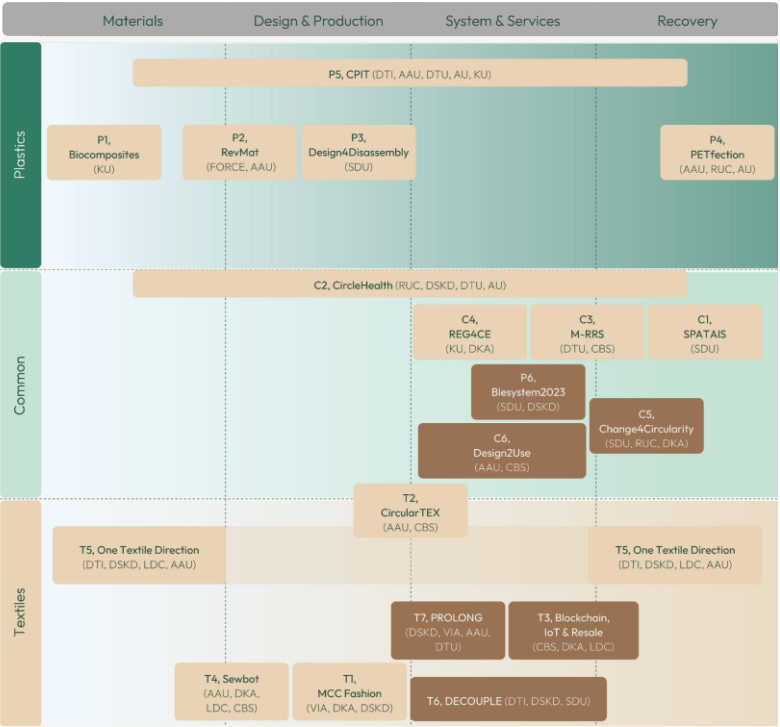 Materials
Design & Production
System & Services
Recovery
Plastics
P5, CPIT (DTI, AAU, DTU, AU, KU)
P1,
Biocomposites
(KU)
P2,
RevMat
(FORCE, AAU)
P3,
Design4Disassembly
(SDU)
P4,
PETfection
(AAU, RUC, AU)
Common
C2, CircleHealth (RUC, DSKD, DTU, AU)
C4,
REG4CE
(KU, DKA)
C3,
M-RRS
(DTU, CBS)
C1,
SPATAIS
(SDU)
P6,
Blesystem2023
(SDU, DSKD)
C5,
Change4Circularity
(SDU, RUC, DKA)
C6,
Design2Use
(AAU, CBS)
Textiles
T2,
CircularTEX
(AAU, CBS)
T5, One Textile Direction
(DTI, DSKD, LDC, AAU)
T5, One Textile Direction
(DTI, DSKD, LDC, AAU)
T7, PROLONG
(DSKD, VIA, AAU,
DTU)
T3, Blockchain,
IoT & Resale
(CBS, DKA, LDC)
T4, Sewbot
(AAU, DKA,
LDC, CBS)
T1,
MCC Fashion
(VIA, DKA, DSKD)
T6, DECOUPLE (DTI, DSKD, SDU)